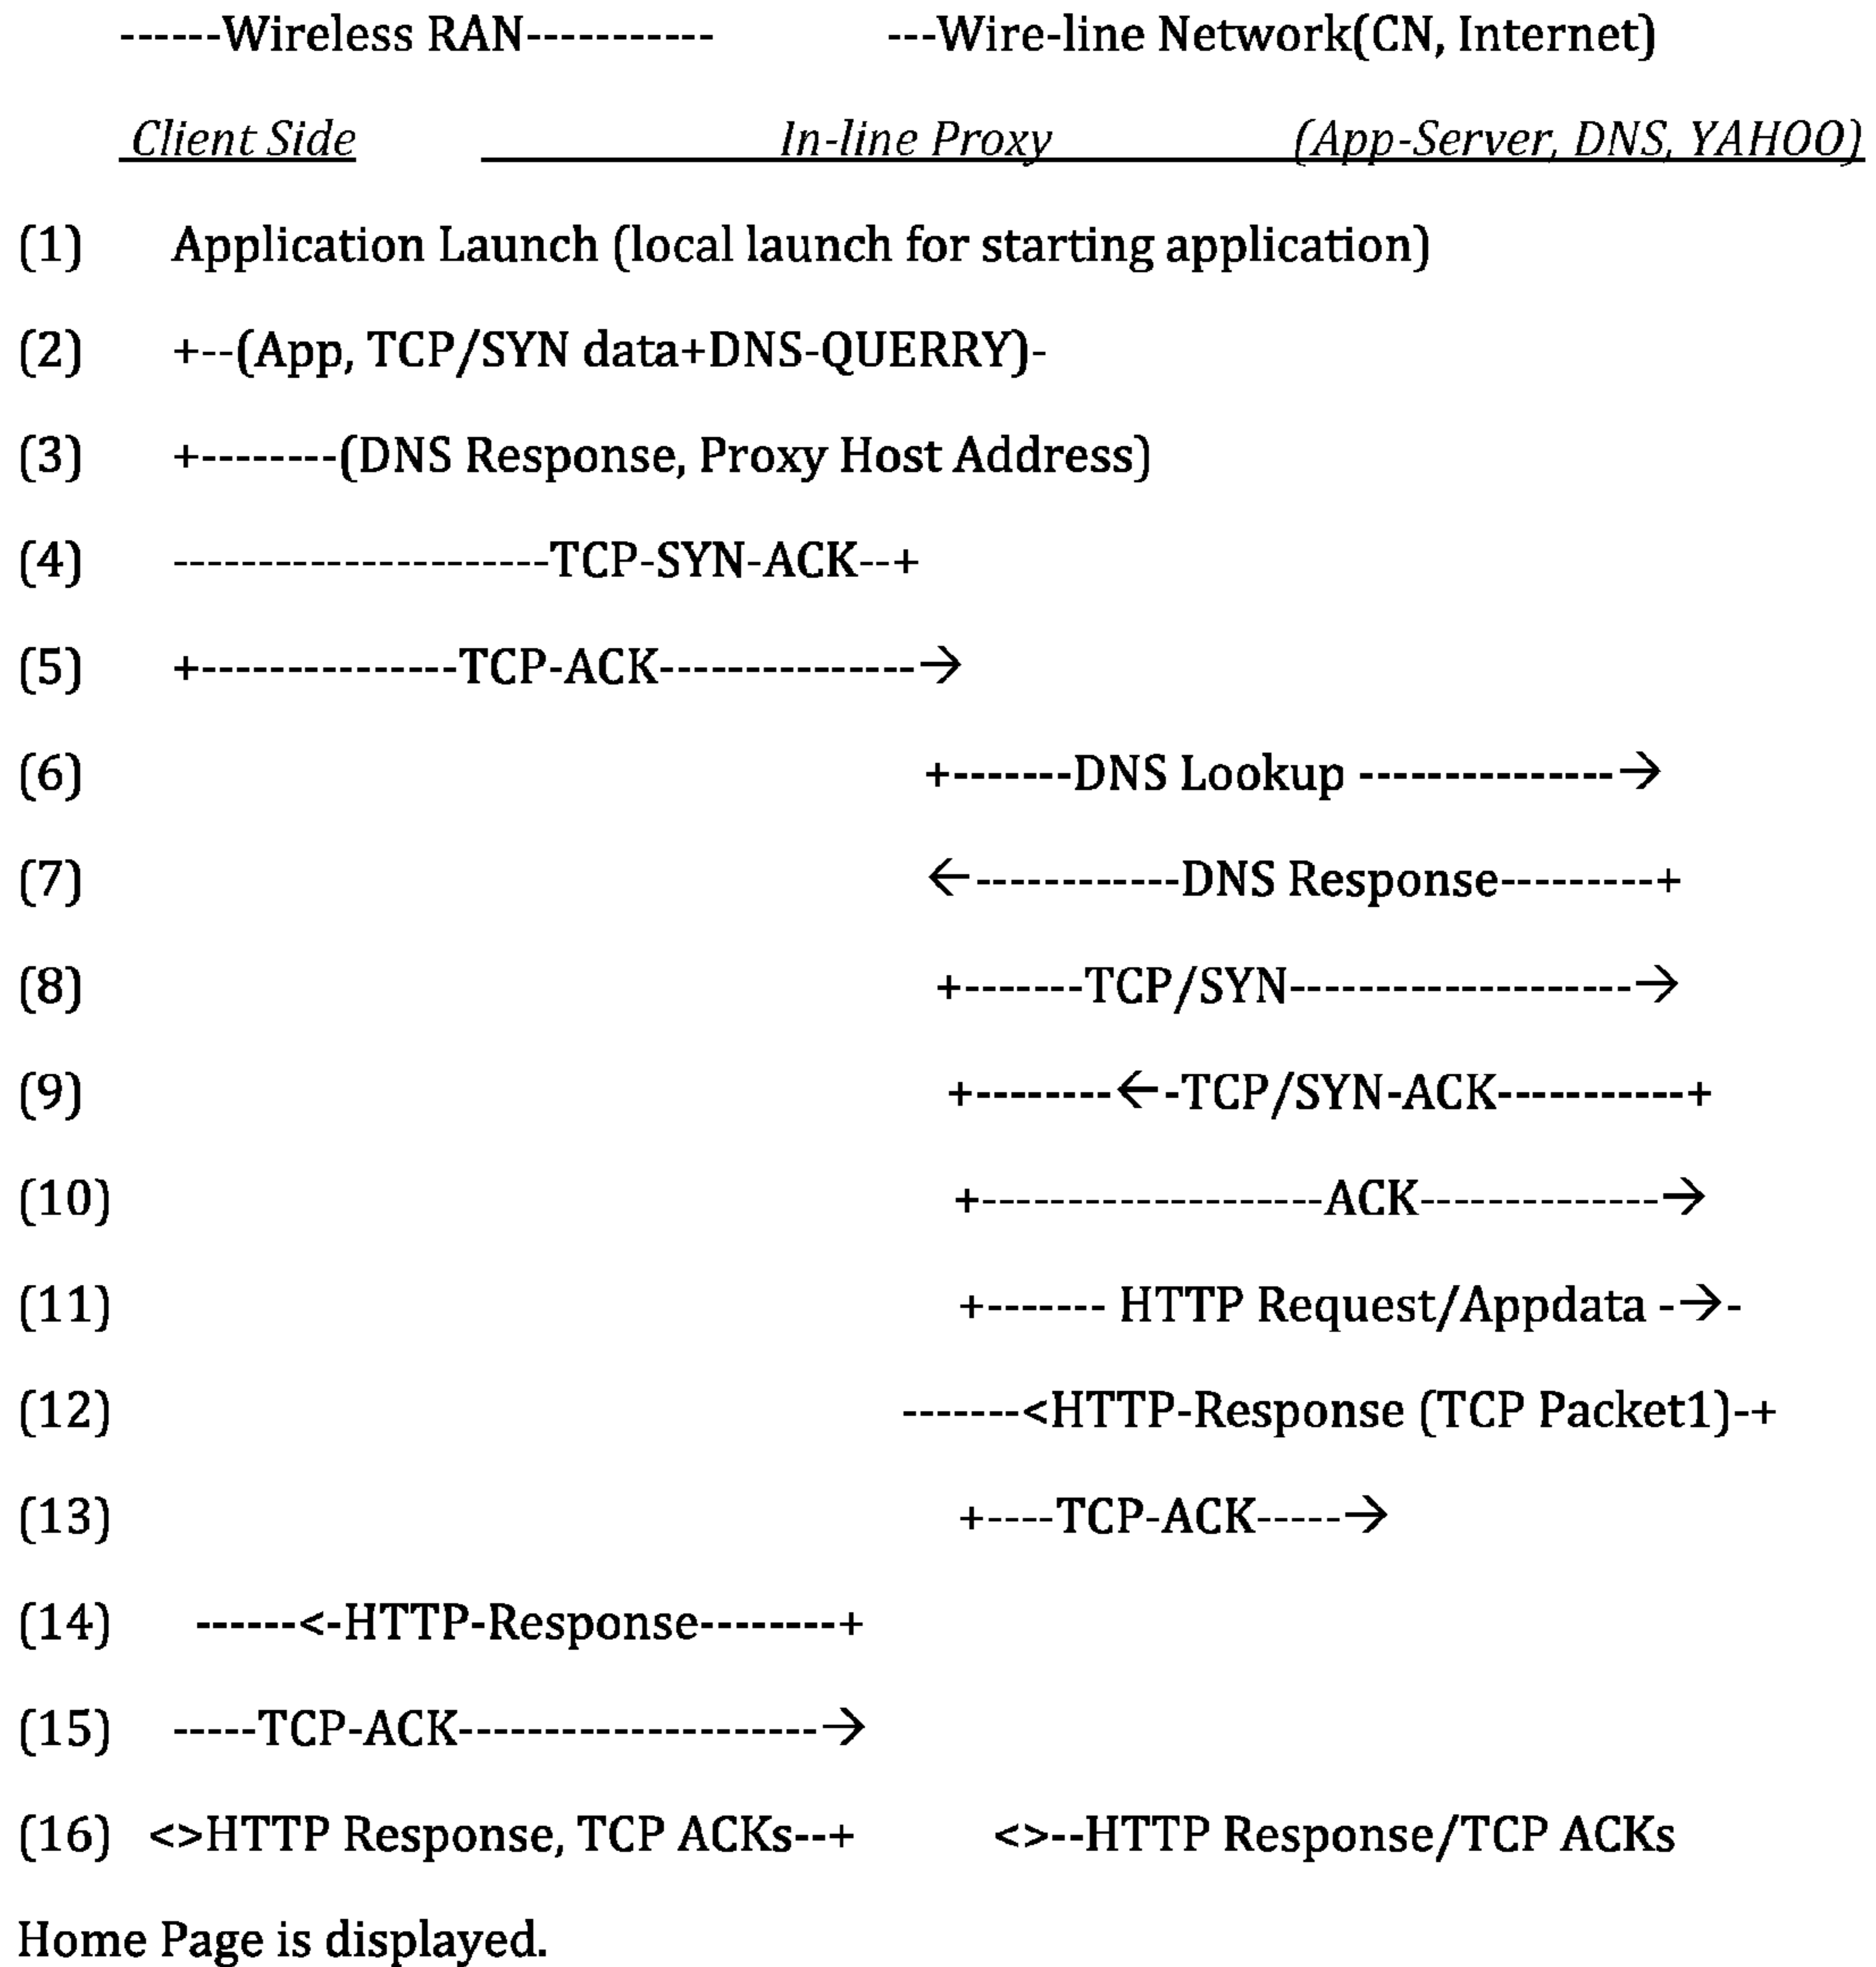 ------Wireless RAN----------- ---Wire-line Network(CN, Internet)
Client Side In-line Proxy (App-Server, DNS, YAHOO)
(1) Application Launch (local launch for starting application)
(2) +--(App, TCP/SYN data+DNS-QUERRY)-
(3) +--------(DNS Response, Proxy Host Address)
(4) ----------------------TCP-SYN-ACK--+
(5) +---------------TCP-ACK---------------→
(6) +-------DNS Lookup ---------------→
(7) ←------------DNS Response---------+
(8) +-------TCP/SYN--------------------→
(9) +--------←-TCP/SYN-ACK-----------+
(10) +--------------------ACK--------------→
(11) +------- HTTP Request/Appdata -→-
(12) -------<HTTP-Response (TCP Packet1)-+
(13) +----TCP-ACK-----→
(14) ------<-HTTP-Response--------+
(15) -----TCP-ACK---------------------→
(16) <>HTTP Response, TCP ACKs--+ <>--HTTP Response/TCP ACKs
Home Page is displayed.